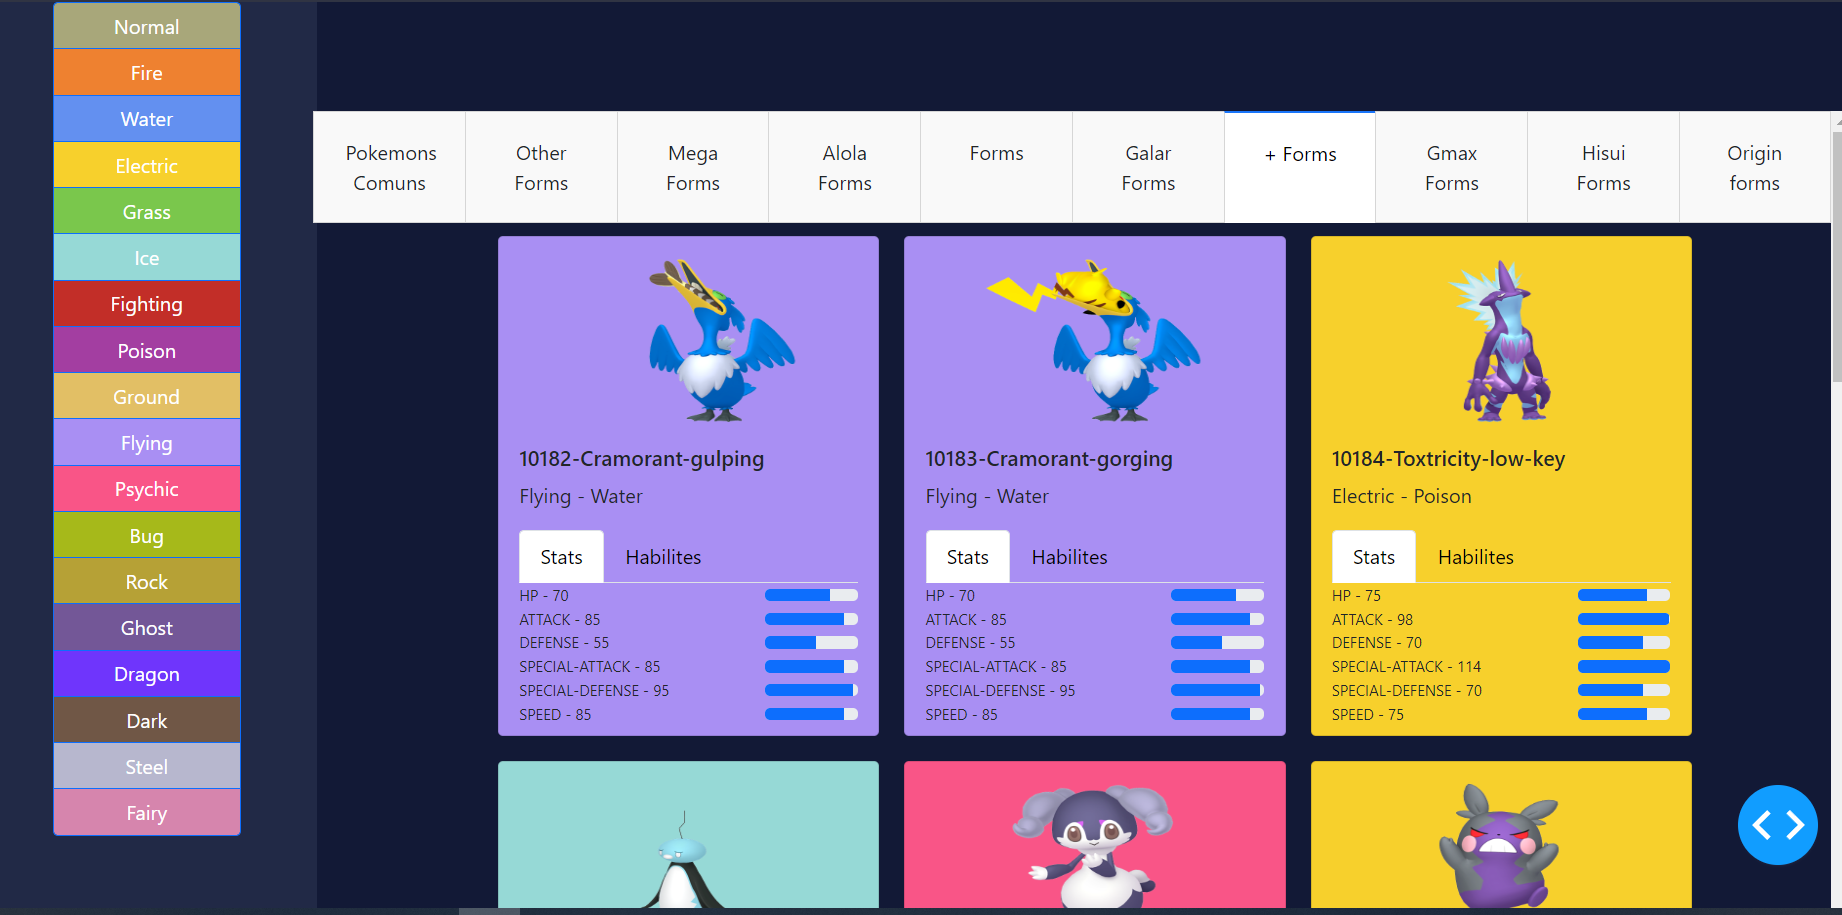 Normal
Fire
Water
Electric
Grass
Ice
Fighting
Poison
Ground
Flying
Psychic
Bug
Rock
Ghost
Dragon
Dark
Steel
Fairy
Pokemons
Comuns
Other
Forms
Mega
Forms
Alola
Forms
Forms
Galar
Forms
+ Forms
Gmax
Forms
Hisui
Forms
Origin
forms
10182-Cramorant-gulping
Flying - Water
Stats Habilites
HP - 70
ATTACK - 85
DEFENSE - 55
SPECIAL-ATTACK - 85
SPECIAL-DEFENSE - 95
SPEED - 85
10183-Cramorant-gorging
Flying - Water
Stats Habilites
HP - 70
ATTACK - 85
DEFENSE - 55
SPECIAL-ATTACK - 85
SPECIAL-DEFENSE - 95
SPEED - 85
10184-Toxtricity-low-key
Electric - Poison
Stats Habilites
HP - 75
ATTACK - 98
DEFENSE - 70
SPECIAL-ATTACK - 114
SPECIAL-DEFENSE - 70
SPEED - 75